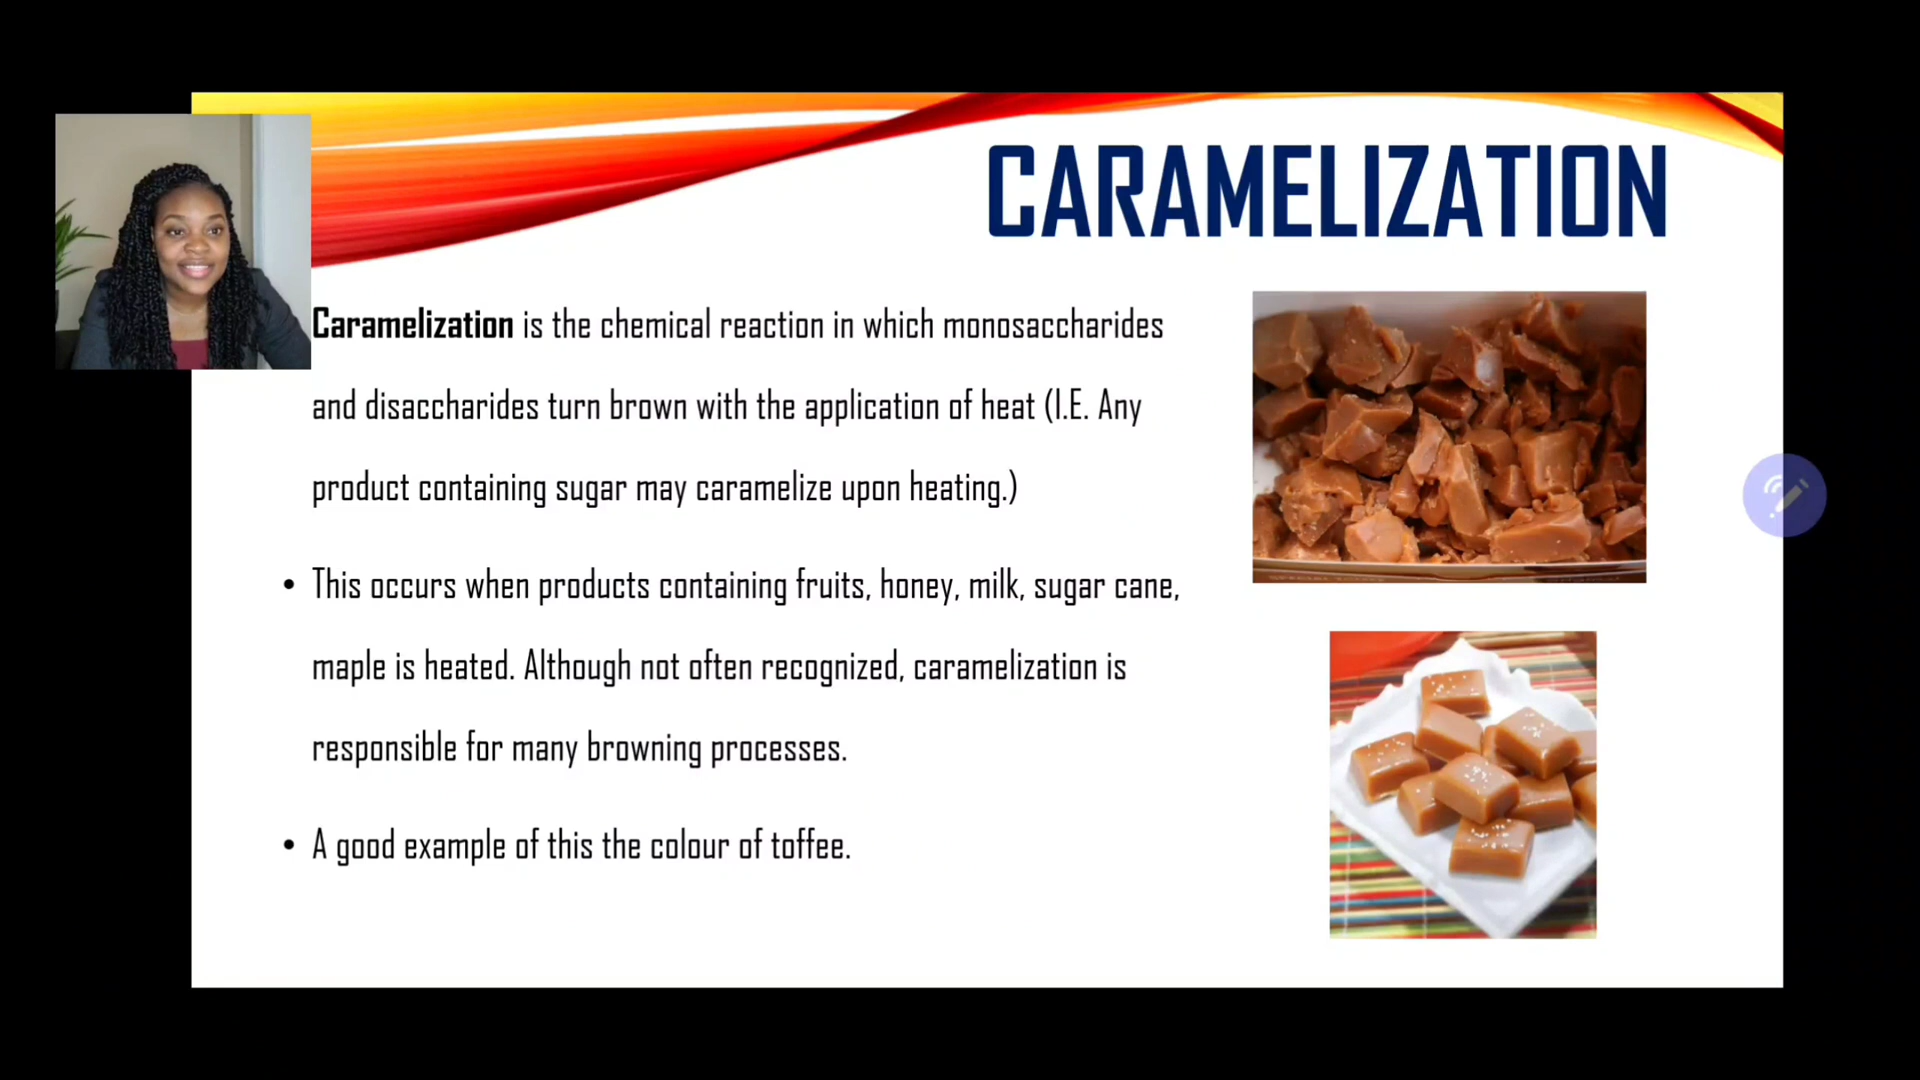 CARAMELIZATION
Caramelization is the chemical reaction in which monosaccharides
and disaccharides turn brown with the application of heat (I.E. Any
product containing sugar may caramelize upon heating.)
• This occurs when products containing fruits, honey, milk, sugar cane,
maple is heated. Although not often recognized, caramelization is
responsible for many browning processes.
• A good example of this the colour of toffee.